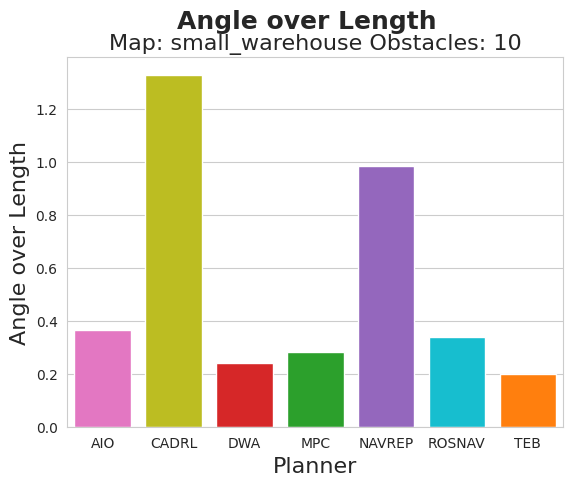 Angle over Length
Map: small_warehouse Obstacles: 10
Angle over Length
1.2
1.0
0.8
0.6
0.4
0.2
0.0
AIO CADRL DWA MPC NAVREP ROSNAV TEB
Planner